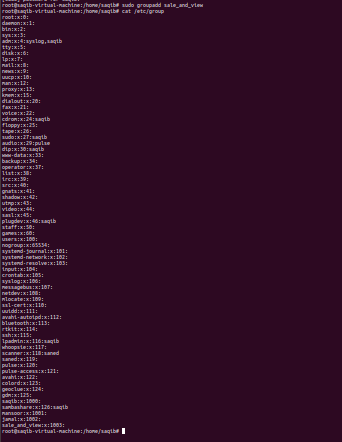 root@saqib-virtual-machine:/home/saqib# sudo groupadd sale_and_view
root@saqib-virtual-machine:/home/saqib# cat /etc/group
root:x:0:
daemon:x:1:
bin:x:2:
sys:x:3:
adm:x:4:syslog,saqib
tty:x:5:
disk:x:6:
lp:x:7:
mail:x:8:
news:x:9:
uucp:x:10:
man:x:12:
proxy:x:13:
kmem:x:15:
dialout:x:20:
fax:x:21:
voice:x:22:
cdrom:x:24:saqib
floppy:x:25:
tape:x:26:
sudo:x:27:saqib
audio:x:29:pulse
dip:x:30:saqib
www-data:x:33:
backup:x:34:
operator:x:37:
list:x:38:
irc:x:39:
src:x:40:
gnats:x:41:
shadow:x:42:
utmp:x:43:
video:x:44:
sasl:x:45:
plugdev:x:46:saqib
staff:x:50:
games:x:60:
users:x:100:
nogroup:x:65534:
systemd-journal:x:101:
systemd-network:x:102:
systemd-resolve:x:103:
input:x:104:
crontab:x:105:
syslog:x:106:
messagebus:x:107:
netdev:x:108:
mlocate:x:109:
ssl-cert:x:110:
uuidd:x:111:
avahi-autoipd:x:112:
bluetooth:x:113:
rtkit:x:114:
ssh:x:115:
lpadmin:x:116:saqib
whoopsie:x:117:
scanner:x:118:saned
saned:x:119:
pulse:x:120:
pulse-access:x:121:
avahi:x:122:
colord:x:123:
geoclue:x:124:
gdm:x:125:
saqib:x:1000:
sambashare:x:126:saqib
mansoor:x:1001:
jamal:x:1002:
sale_and_view:x:1003:
root@saqib-virtual-machine:/home/saqib#